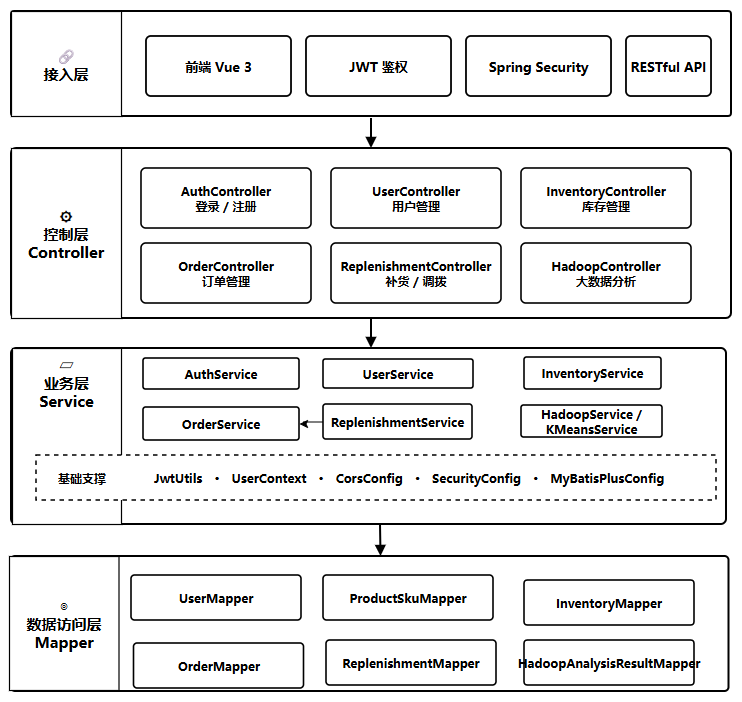 接入层
前端 Vue 3
JWT 鉴权
Spring Security
RESTful API
控制层
Controller
AuthController
登录 / 注册
UserController
用户管理
InventoryController
库存管理
OrderController
订单管理
ReplenishmentController
补货 / 调拨
HadoopController
大数据分析
业务层
Service
AuthService
UserService
InventoryService
OrderService
ReplenishmentService
HadoopService /
KMeansService
基础支撑 JwtUtils • UserContext • CorsConfig • SecurityConfig • MyBatisPlusConfig
数据访问层
Mapper
UserMapper
ProductSkuMapper
InventoryMapper
OrderMapper
ReplenishmentMapper
HadoopAnalysisResultMapper